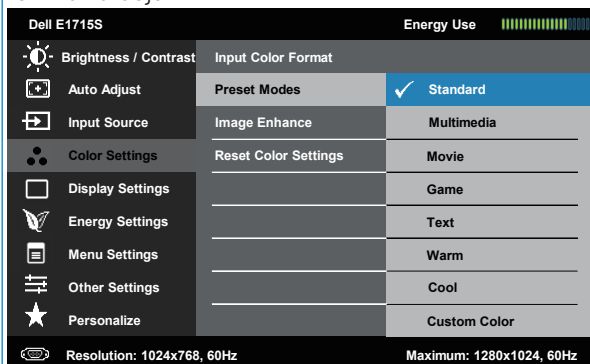 Dell E1715S Energy Use
Brightness / Contrast Input Color Format
Auto Adjust Preset Modes Standard
Input Source Image Enhance Multimedia
Color Settings Reset Color Settings Movie
Display Settings Game
Energy Settings Text
Menu Settings Warm
Other Settings Cool
Personalize Custom Color
Resolution: 1024x768, 60Hz Maximum: 1280x1024, 60Hz